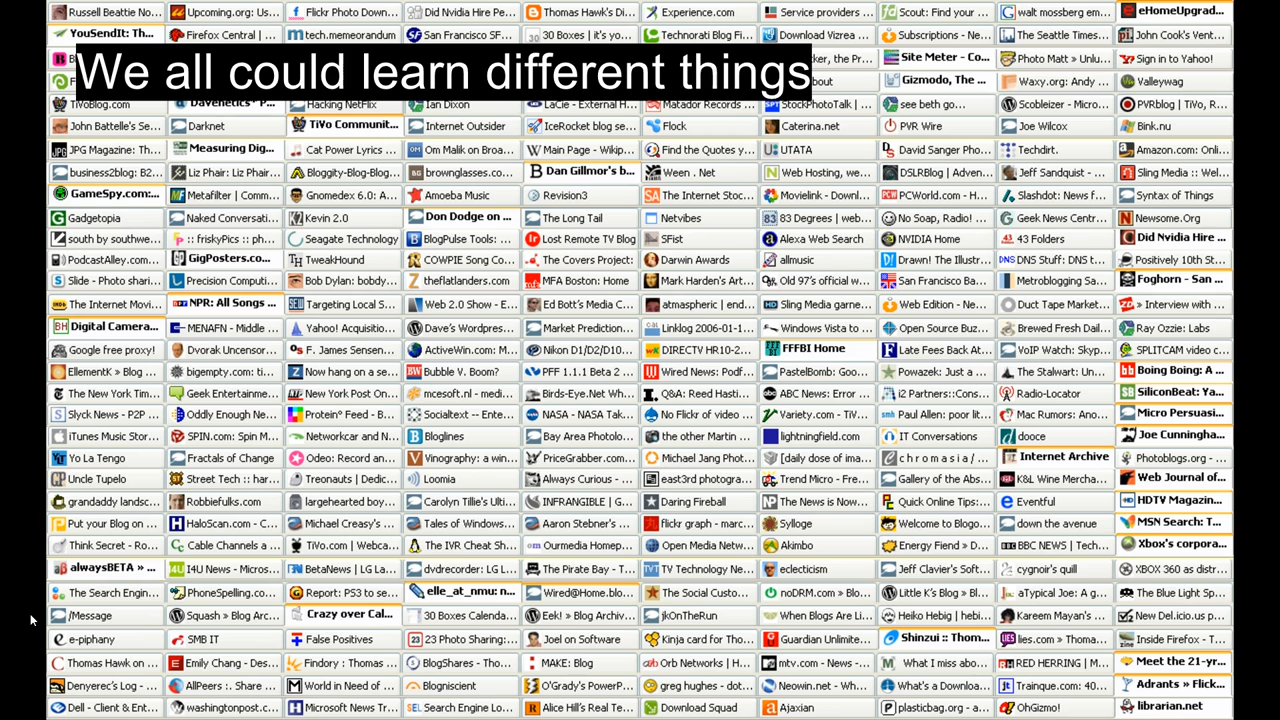 Russell Beattie No... Upcoming.org: Us... Flickr Photo Down... Did Nvidia Hire Pe... Thomas Hawk's Di... Experience.com Service provide... Scout: Find, ... walt mossberg em... eHomeUpgrad...
YouSendIt: Th... Firefox Central | ... tech.memeorandum San Francisco SF... 30 Boxes | it's yo... Technorati Blog Fi... Download Vizrea ... Subscriptions - Ne... The Seattle Times... John Cook's Vent...
We all coud learn different things
Site Meter - Co... Photo Matt » Unlu... Sign in to Yahoo!
Gizmodo, The ... Waxy.org: Andy ... Valleywag
TiVoBlog.com Davenetics* P... Hacking NetFlix Ian Dixon LaCie - External H... Matador Records ... StockPhotoTalk | ... see beth go... Scobleizer - Micro... PVRblog | TiVo, R...
John Battelle's Se... Darknet TiVo Communit... Internet Outsider IceRocket blog se... Flock Caterina.net PVR Wire Joe Wilcox Bink.nu
JPG Magazine: Th... Measuring Dig... Cat Power Lyrics ... Om Malik on Broa... Main Page - Wikip... Find the Quotes y... UTATA David Sanger Pho... Techdirt. Amazon.com: Onli...
business2blog: Th... Liz Phair: Liz Phair... Bloggity-Blog-Blog... brownglasses.co... Dan Gillmor's b... Ween. Net Web Hosting, we... DSLRBlog | Adven... Jeff Sandquist: - ... Sling Media :: Wel...
GameSpy.com:... Metafilter | Comm... Gnomedex 6.0: A... Amoeba Music Revision3 The Internet Stoc... Movielink - Downl... PCWorld.com - Co... Slashdot: News f... Syntax of Things
Gadgetopia Naked Conversati... Kevin 2.0 Don Dodge on ... The Long Tail Netvibes 83 Degrees | web... No Soap, Radio! ... Geek News Centr... Newsome.Org
south by southwe... :: friskyPics :: ph... Seagate Technology BlogPulse Tools: ... Lost Remote TV Blog SFist Alexa Web Search NVIDIA Home 43 Folders Did Nvidia Hire ...
PodcastAlley.com... GigPosters.co... TweakHound COWPIE Song Co... The Covers Project: Darwin Awards allmusic Drawn! The Illustr... DNS Stuff: DNS t... Positively 10th St...
Slide - Photo shari... Precision Comput... Bob Dylan: bobdy... theflatlanders.com MFA Boston: Home Mark Harden's Art... Old 97's official w... San Francisco Ba... Metroblogging Sa... Foghorn - San ...
The Internet Movi... NPR: All Songs ... Targeting Local S... Web 2.0 Show - E... Ed Bott's Media C... atmaspheric | end... Sling Media game... Web Edition - Ne... Duct Tape Market... » Interview with ...
Digital Camera... MENAFN - Middle ... Yahoo! Acquisitio... Dave's Wordpres... Market Prediction... Linklog 2006-01-1... Windows Vista to ... Open Source Buz... Brewed Fresh Dail... Ray Ozzie: Labs
Google free proxy! Dvorak Uncensor... F. James Sensen... ActiveWin.com: M... Nikon D1/D2/D10... DIRECTV HR10-2... FFFBI Home Late Fees Back At... VoIP Watch: Skyp... SPLITCAM video s...
ElementK » Blog ... bigempty.com: ti... Now hang on a se... Bubble V. Boom? PFF 1.1.1 Beta 2 ... Wired News: Podf... PastelBomb: Goo... Powazek: Just a ... The Stalwart: Un... Boing Boing: A ...
The New York Tim... Geek Entertainme... New York Post On... mcesoft.nl - media... Birds-Eye.Net Wha... Q&A: Reed Hastin... ABC News: Error ... i2 Partners::Conv... Radio-Locator SiliconBeat: Ya...
Slyck News - P2P ... Oddly Enough Ne... Protein° Feed - B... Socialtext -- Ente... NASA - NASA Tak... No Flickr of video ... Variety.com - TiV... Paul Allen: poor lit... Mac Rumors: Ano... Micro Persuasi...
iTunes Music Stor... SPIN.com: Spin M... Networkcar and N... Bloglines Bay Area Photolo... the other Martin ... lightningfield.com IT Conversations dooce Joe Cunningha...
Yo La Tengo Fractals of Change Odeo: Record an... Vinography: a win... PriceGrabber.com... Michael Jang Phot... [daily dose of ima... c h r o m a s i a / ... Internet Archive Photoblogs.org - ...
Uncle Tupelo Street Tech :: har... Treonauts | Dedic... Loomia Always Curious - ... east3rd photogra... Trend Micro - Fre... Gallery of the Abs... K&L Wine Mercha... Web Journal of...
grandaddy landsc... Robbiefulks.com gephearted boy... Carolyn Tillie's Ulti... INFRANGIBLE | G... Daring Fireball The News is N... Quick Online Tips:... Eventful HDTV Magazin...
Put your Blog on ... HaloScan.com - C... Michael Creasy's ... Tales of Windows... Aaron Stebner's ... flickr graph - marc... Sylloge Welcome to Blogo... down the avenue MSN Search: T...
Think Secret - Ro... Cable Channels a ... TiVo.com | Webca... The IVR Cheat Sh... Ourmedia Homep... Open Media New... Akimbo Energy Fiend » D... BBC NEWS | Tech... Xbox's corpora...
alwaysBETA » ... I4U News - Micros... BetaNews | LG La... dvdrecorder: LG L... The Pirate Bay - T... TV Technology Ne... eclecticism Jeff Clavier's Soft... cygnoir's quill XBOX 360 as distr...
The Search Engin... PhoneSpelling.co... Report: PS3 to se... elle_at_nmu: n... Wired@Home.blo... The Social Custo... noDRM.com » Blo... Little K's Blog » Bl... aTypical Joe: A g... The Blue Light Sp...
/Message Squash » Blog Arc... Crazy over Cal... 30 Boxes Calenda... Eek! » Blog Archiv... jkOnTheRun When Blogs Are Li... Heiko Hebig | hebi... Kareem Mayan's ... New Del.icio.us p...
e-piphany SMB IT False Positives 23 Photo Sharing:... Joel on Software Kinja card for Tho... Guardian Unlimite... Shinzui :: Thom... lies.com » Thoma... Inside Firefox - T...
Thomas Hawk on ... Emily Chang - Des... Findory : Thomas ... BlogShares - Tho... MAKE: Blog Orb Networks | H... mtv.com - News -... What I miss abo... RED HERRING | M... Meet the 21-yr...
Denyerec's Log - ... AllPeers :. Share ... World in Need of ... Blogniscient O'Grady's PowerP... greg hughes - dot... Neowin.net - Wh... What's a Downloa... Trainque.com: 40... Adrants » Flick...
Dell - Client & Ent... washingtonpost.c... Googling Google |... Search Engine Lo... Alice Hill's Real Te... Download Squad Ajaxian plasticbag.org - a... OhGizmo! librarian.net